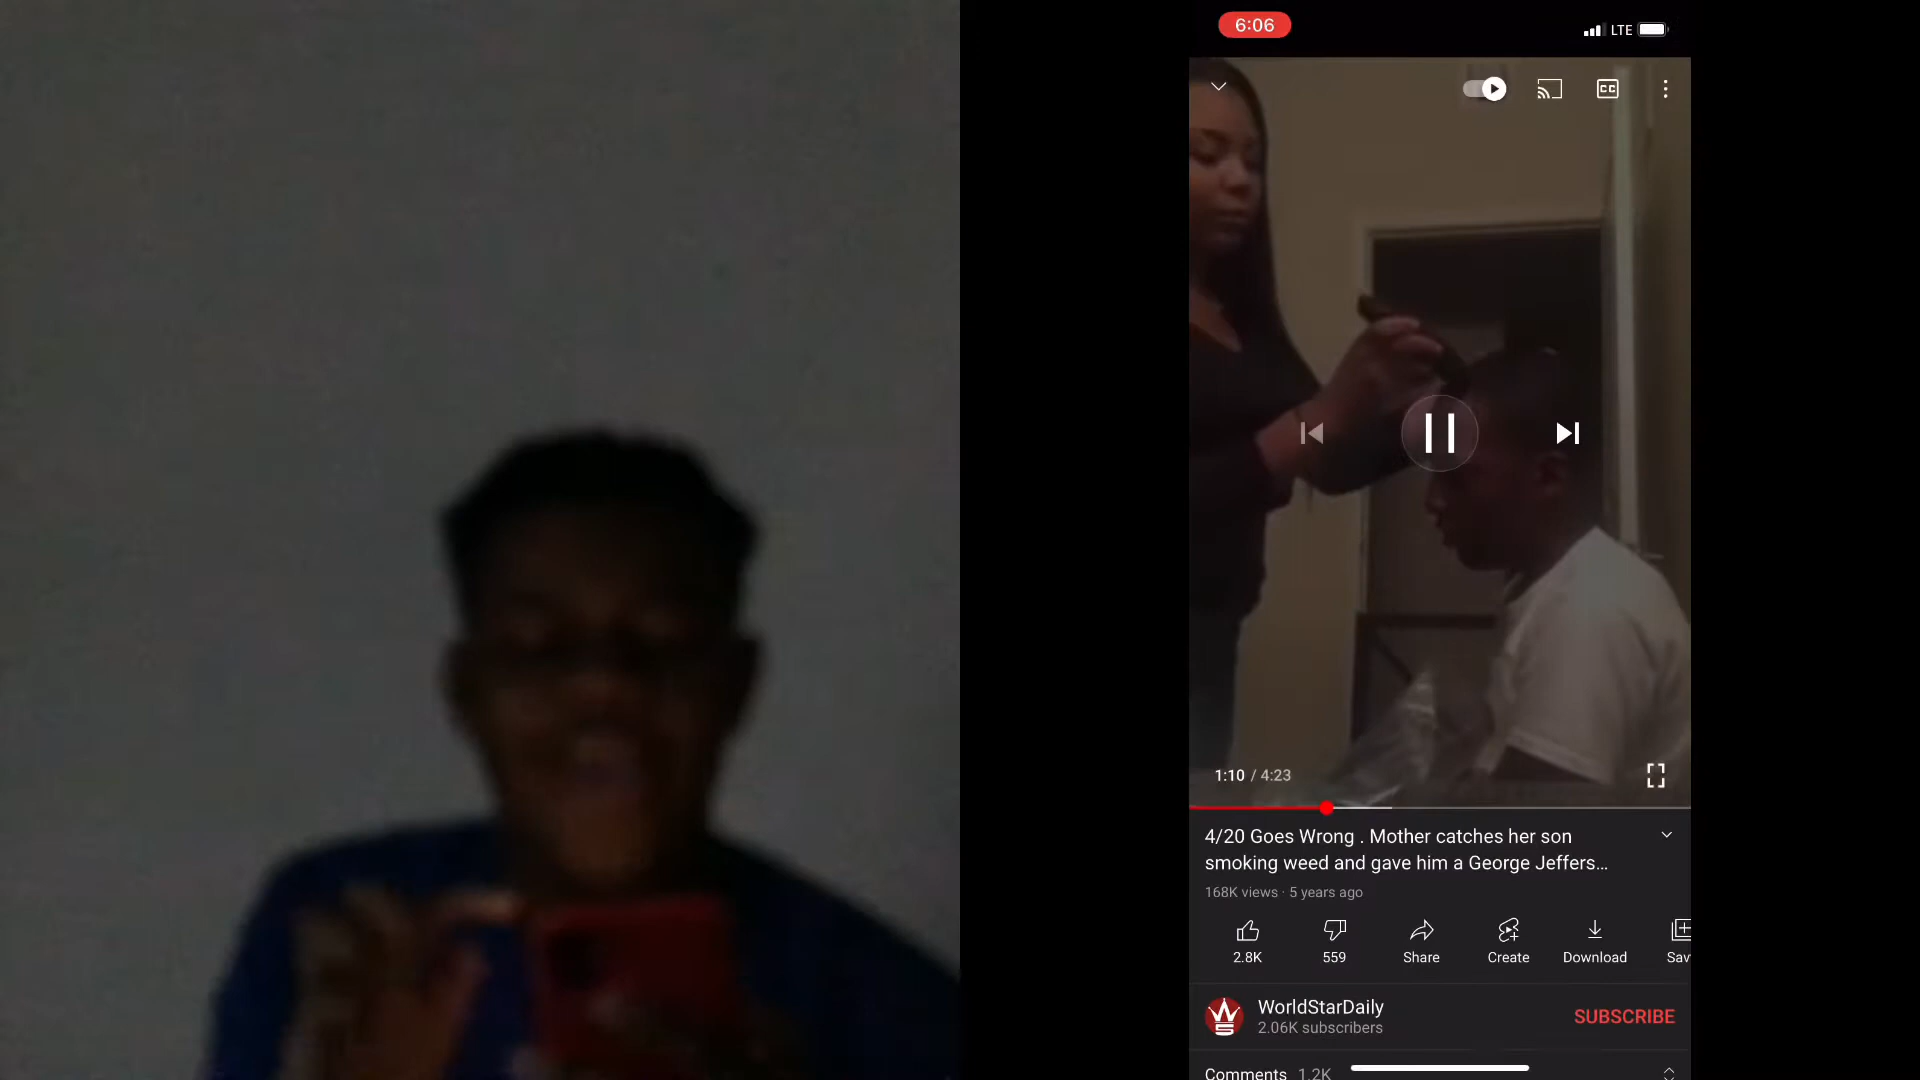 6:06
LTE
CC
1:10 / 4:23
4/20 Goes Wrong . Mother catches her son
smoking weed and gave him a George Jeffers...
168K views · 5 years ago
2.8K
559
Share
Create
Download
Sav
WorldStarDaily
2.06K subscribers
SUBSCRIBE
Comments 1.2K